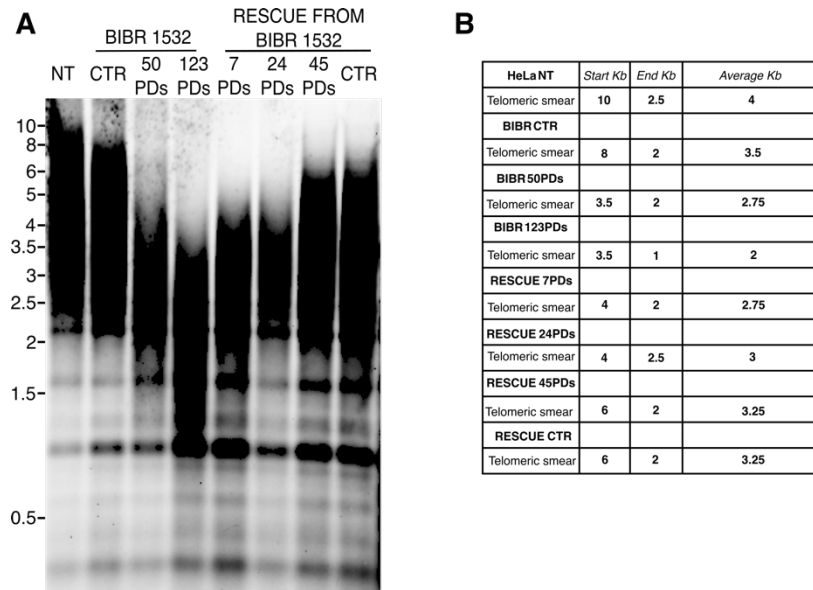 A
RESCUE FROM
BIBR 1532
BIBR 1532
NT CTR 50 PDs 123 PDs 7 PDs 24 PDs 45 PDs CTR
10-
8-
6-
5-
4-
3.5-
3-
2.5-
2-
1.5-
1-
0.5-
B
HeLa NT Start Kb End Kb Average Kb
Telomeric smear 10 2.5 4
BIBR CTR
Telomeric smear 8 2 3.5
BIBR 50PDs
Telomeric smear 3.5 2 2.75
BIBR 123PDs
Telomeric smear 3.5 1 2
RESCUE 7PDs
Telomeric smear 4 2 2.75
RESCUE 24PDs
Telomeric smear 4 2.5 3
RESCUE 45PDs
Telomeric smear 6 2 3.25
RESCUE CTR
Telomeric smear 6 2 3.25